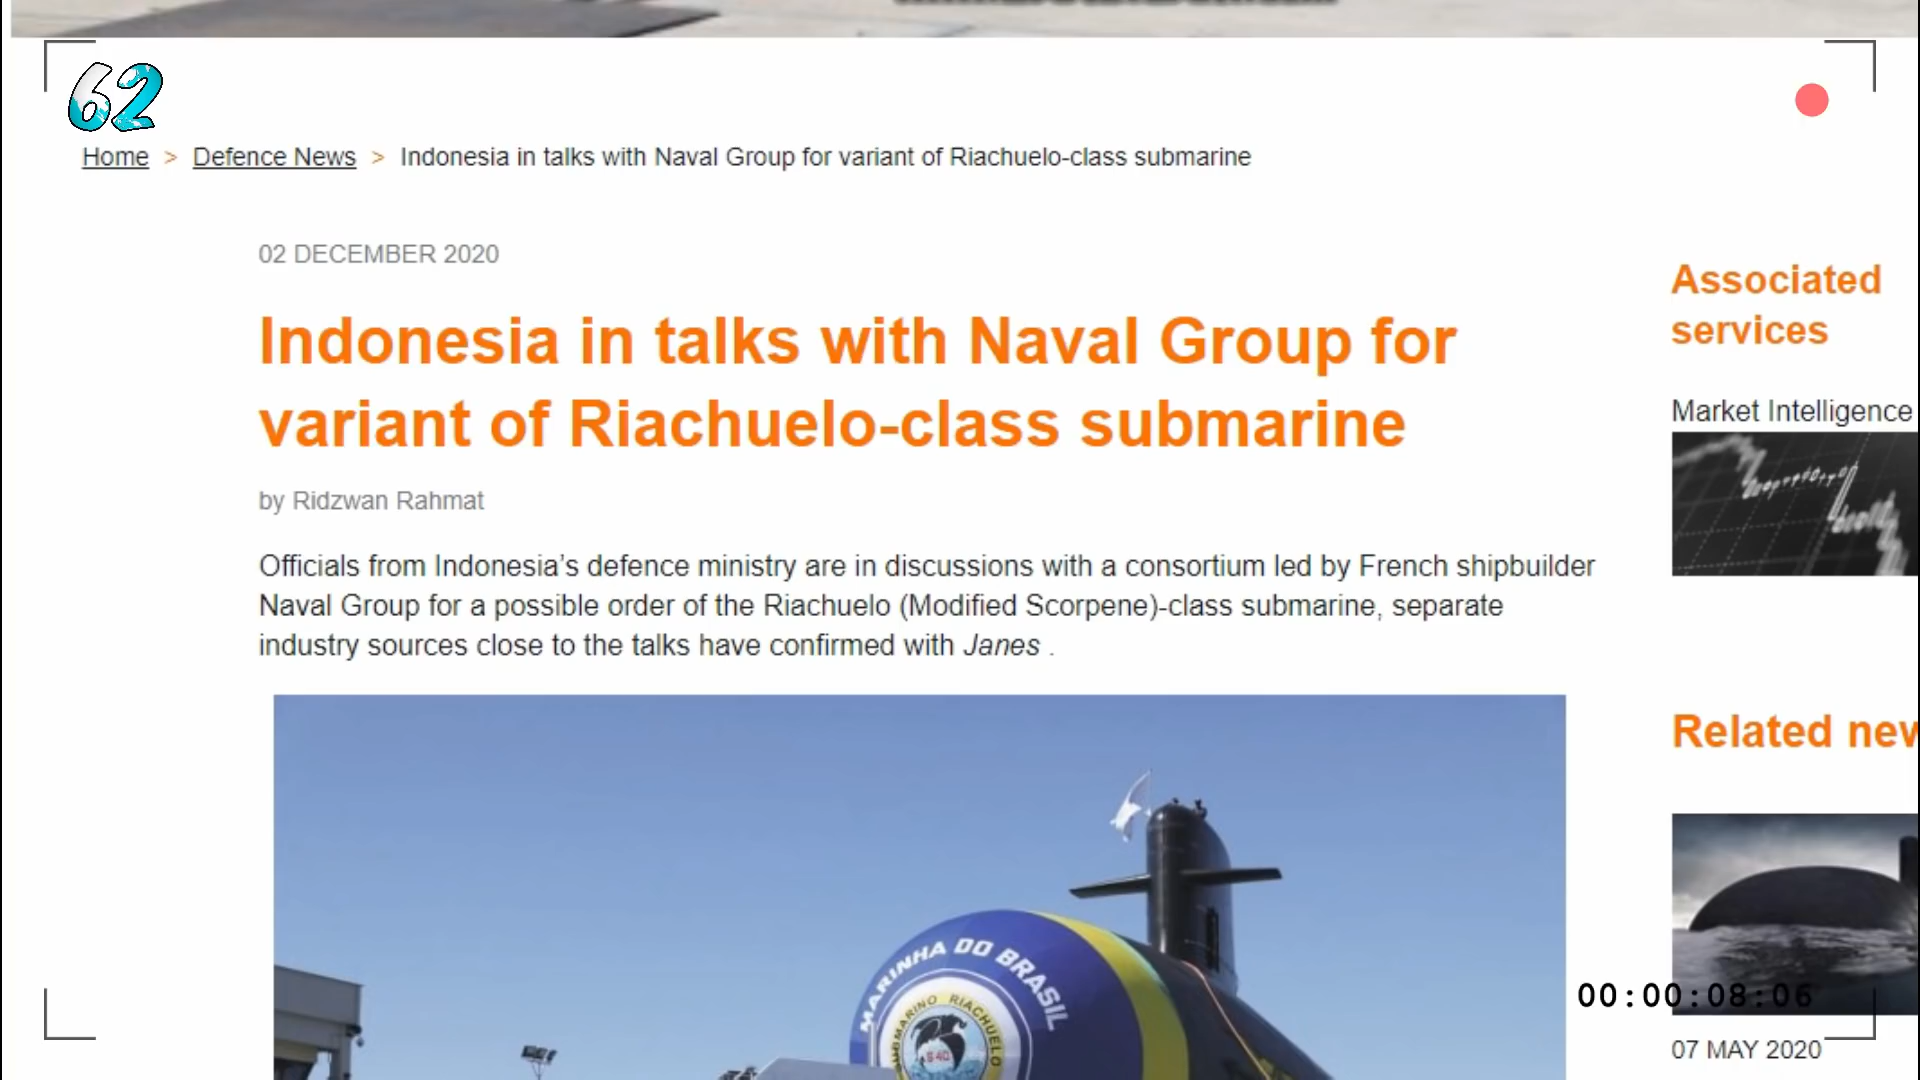 62
Home > Defence News > Indonesia in talks with Naval Group for variant of Riachuelo-class submarine
02 DECEMBER 2020
Indonesia in talks with Naval Group for
variant of Riachuelo-class submarine
by Ridzwan Rahmat
Officials from Indonesia’s defence ministry are in discussions with a consortium led by French shipbuilder
Naval Group for a possible order of the Riachuelo (Modified Scorpene)-class submarine, separate
industry sources close to the talks have confirmed with Janes .
MARINHA DO BRASIL
SUBMARINO RIACHUELO
S 40
Associated
services
Market Intelligence
Related new
00:00:08:06
07 MAY 2020